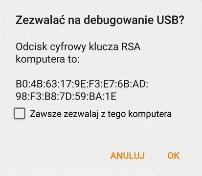 Zezwalać na debugowanie USB?
Odcisk cyfrowy klucza RSA
komputera to:
B0:4B:63:17:9E:F3:E7:6B:AD:
98:F3:B8:7D:59:BA:1E
Zawsze zezwalaj z tego komputera
ANULUJ OK